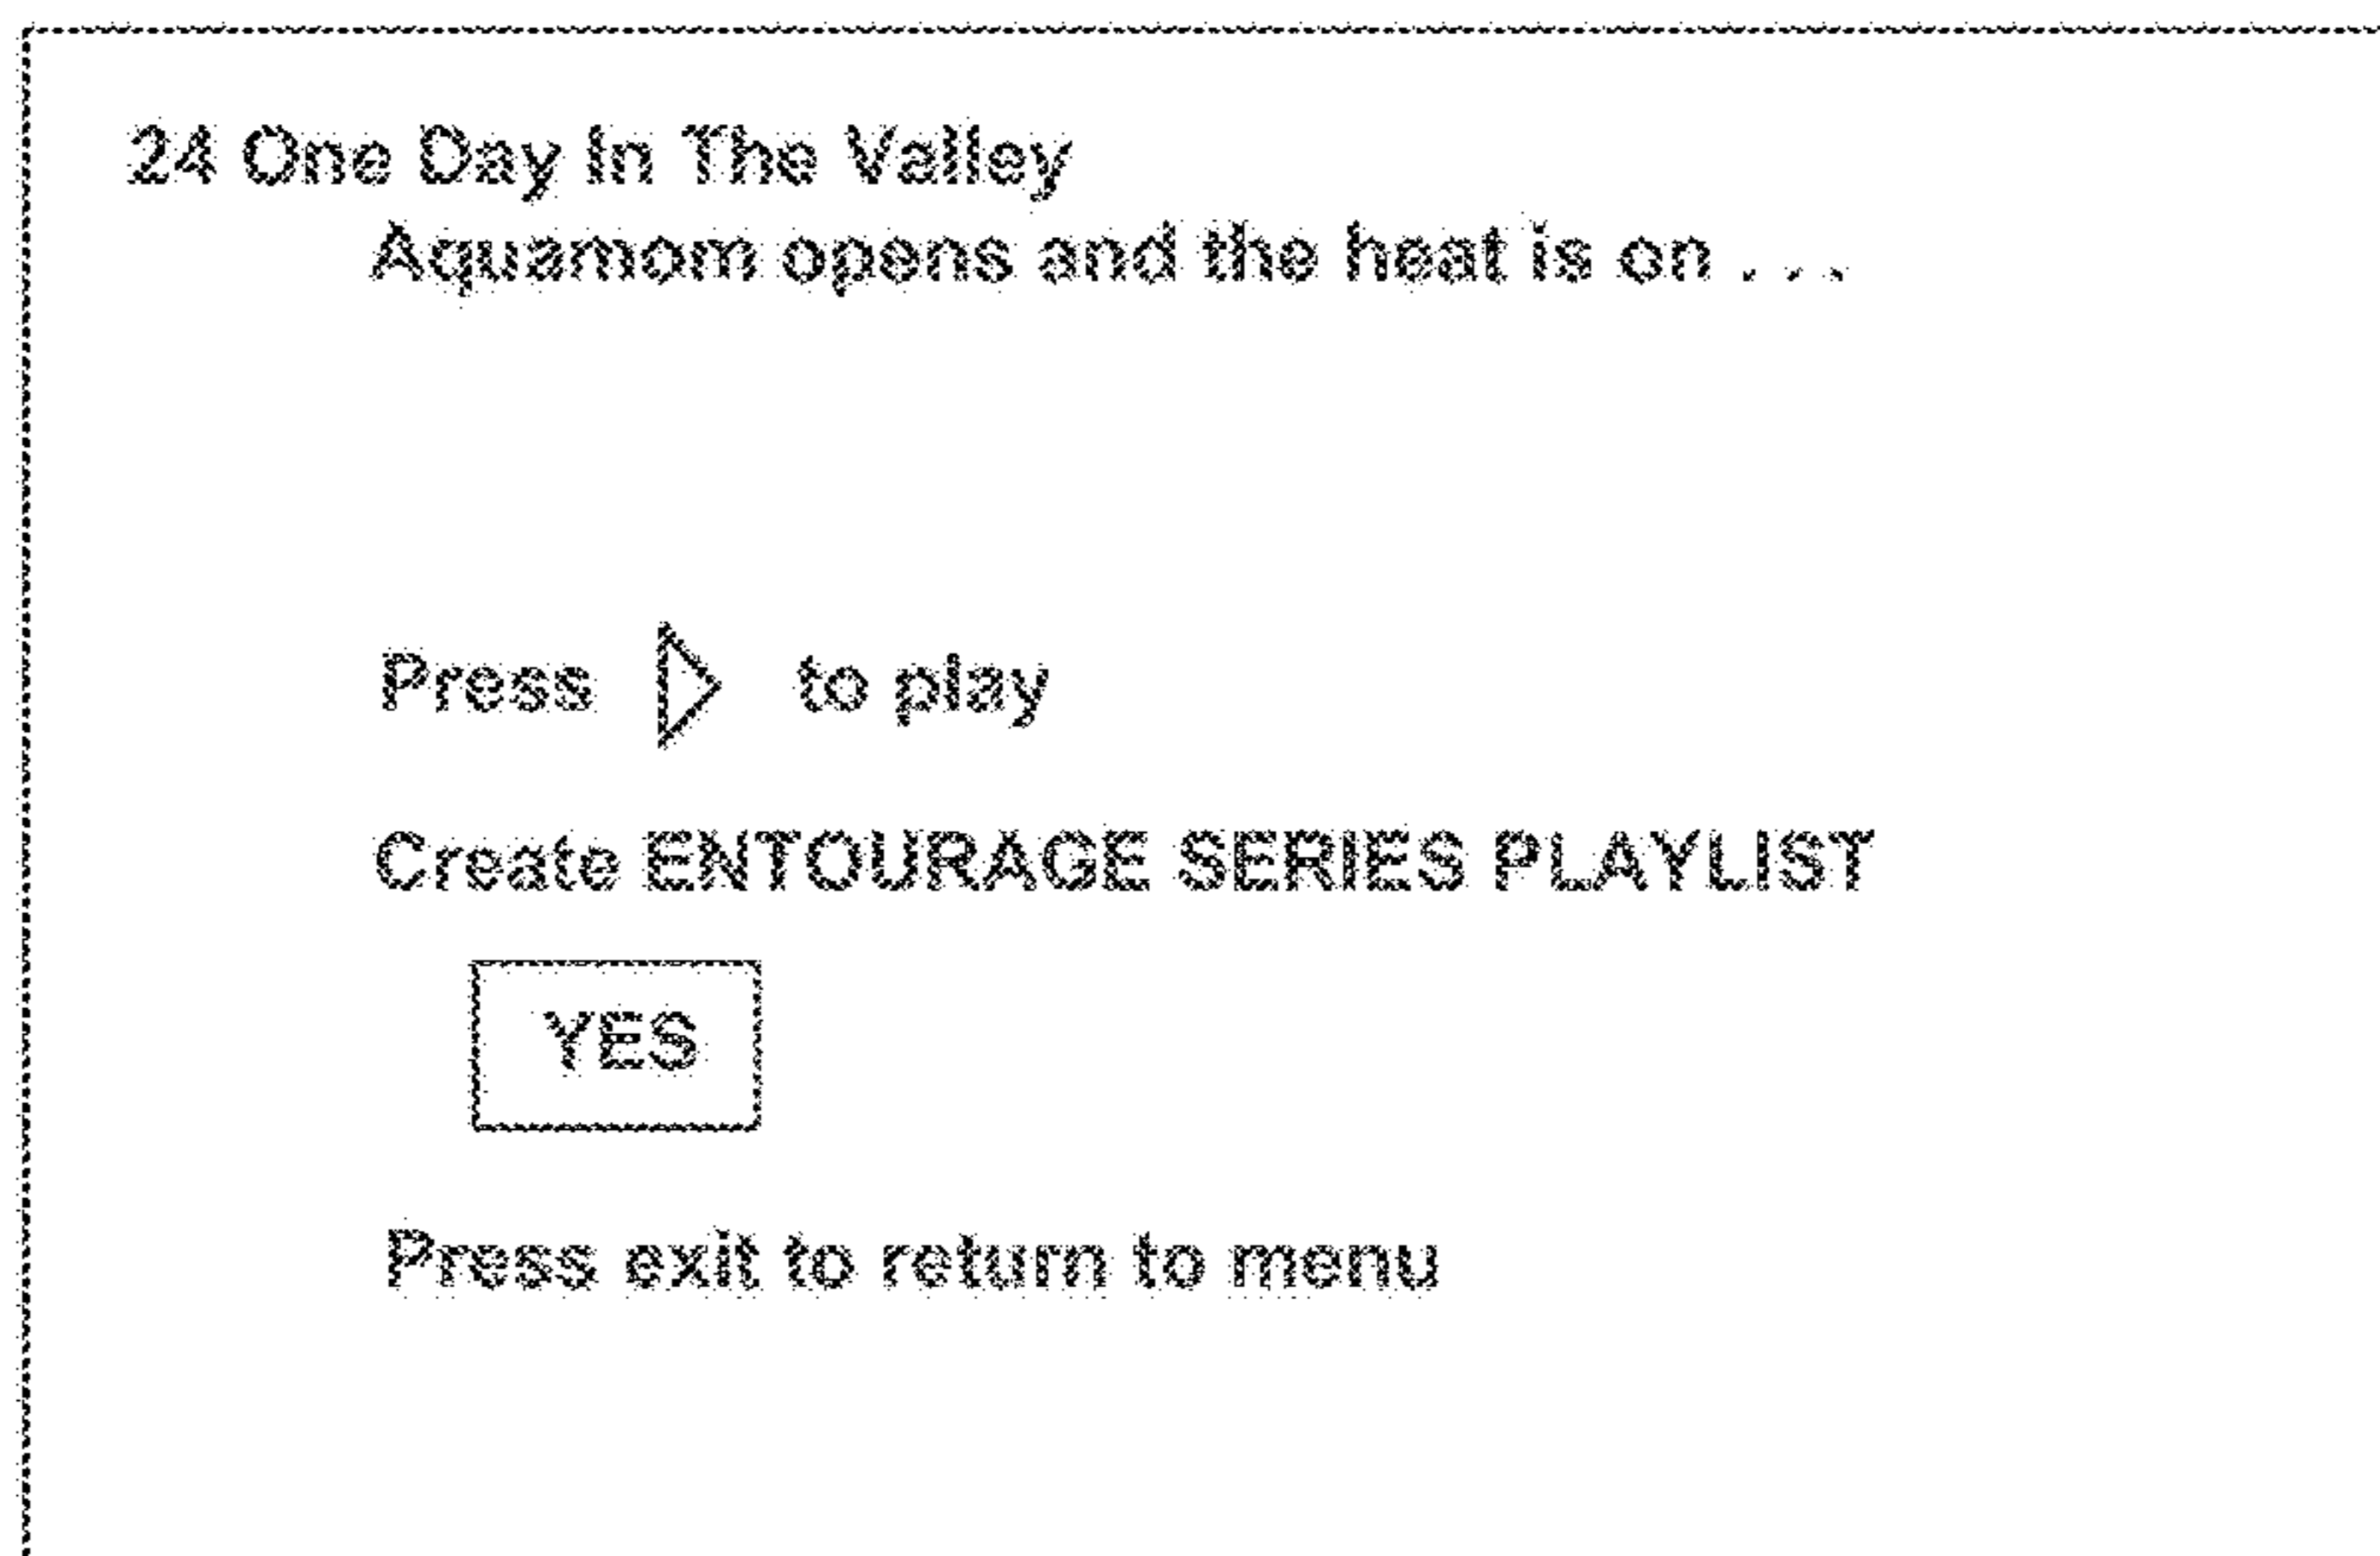 24 One Day In The Valley
Aquamom opens and the heat is on . . .
Press ▷ to play
Create ENTOURAGE SERIES PLAYLIST
YES
Press exit to return to menu